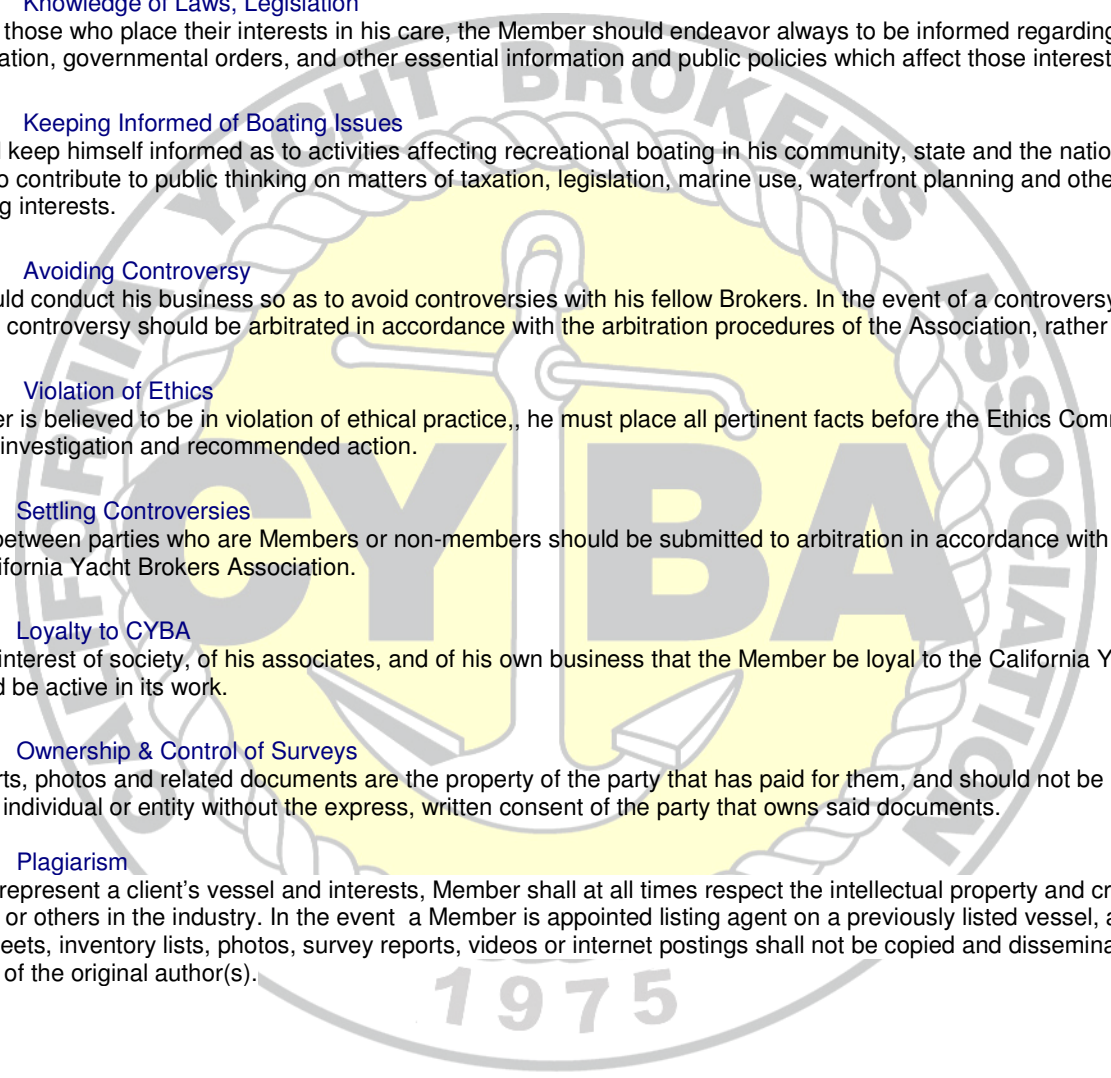 Knowledge of Laws, Legislation
those who place their interests in his care, the Member should endeavor always to be informed regarding
ation, governmental orders, and other essential information and public policies which affect those interest
Keeping Informed of Boating Issues
keep himself informed as to activities affecting recreational boating in his community, state and the natio
o contribute to public thinking on matters of taxation, legislation, marine use, waterfront planning and othe
g interests.
Avoiding Controversy
uld conduct his business so as to avoid controversies with his fellow Brokers. In the event of a controversy
controversy should be arbitrated in accordance with the arbitration procedures of the Association, rather
Violation of Ethics
er is believed to be in violation of ethical practice,, he must place all pertinent facts before the Ethics Com
investigation and recommended action.
Settling Controversies
between parties who are Members or non-members should be submitted to arbitration in accordance with
ifornia Yacht Brokers Association.
Loyalty to CYBA
interest of society, of his associates, and of his own business that the Member be loyal to the California Y
d be active in its work.
Ownership & Control of Surveys
rts, photos and related documents are the property of the party that has paid for them, and should not be
individual or entity without the express, written consent of the party that owns said documents.
Plagiarism
represent a client's vessel and interests, Member shall at all times respect the intellectual property and cr
or others in the industry. In the event  a Member is appointed listing agent on a previously listed vessel, a
eets, inventory lists, photos, survey reports, videos or internet postings shall not be copied and dissemina
of the original author(s).
CALIFORNIA YACHT BROKERS ASSOCIATION
CYBA
1975